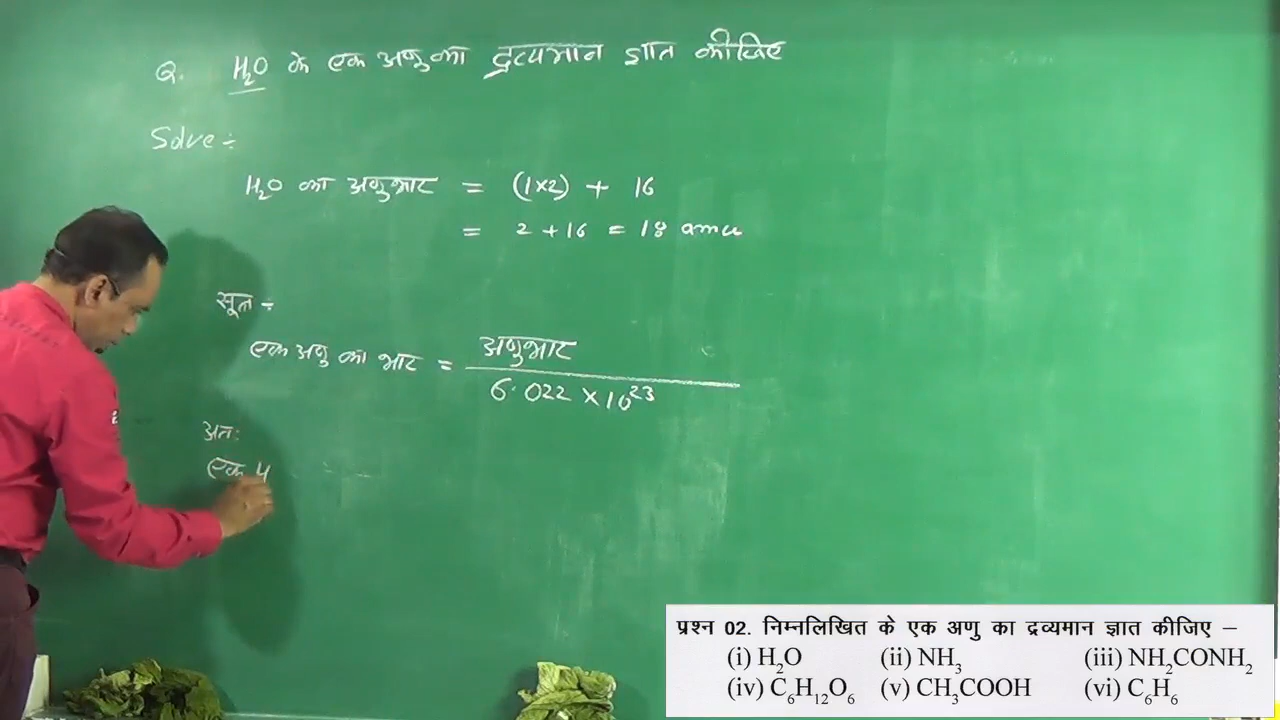 Q. H₂O के एक अणु का द्रव्यमान ज्ञात कीजिए
Solve ÷
H₂O का अणुभार = (1×2) + 16
= 2 + 16 = 18 amu
सूत्र ÷
एक अणु का भार = अणुभार / 6.022 × 10²³
अतः
एक
प्रश्न 02. निम्नलिखित के एक अणु का द्रव्यमान ज्ञात कीजिए –
(i) H₂O (ii) NH₃ (iii) NH₂CONH₂
(iv) C₆H₁₂O₆ (v) CH₃COOH (vi) C₆H₆